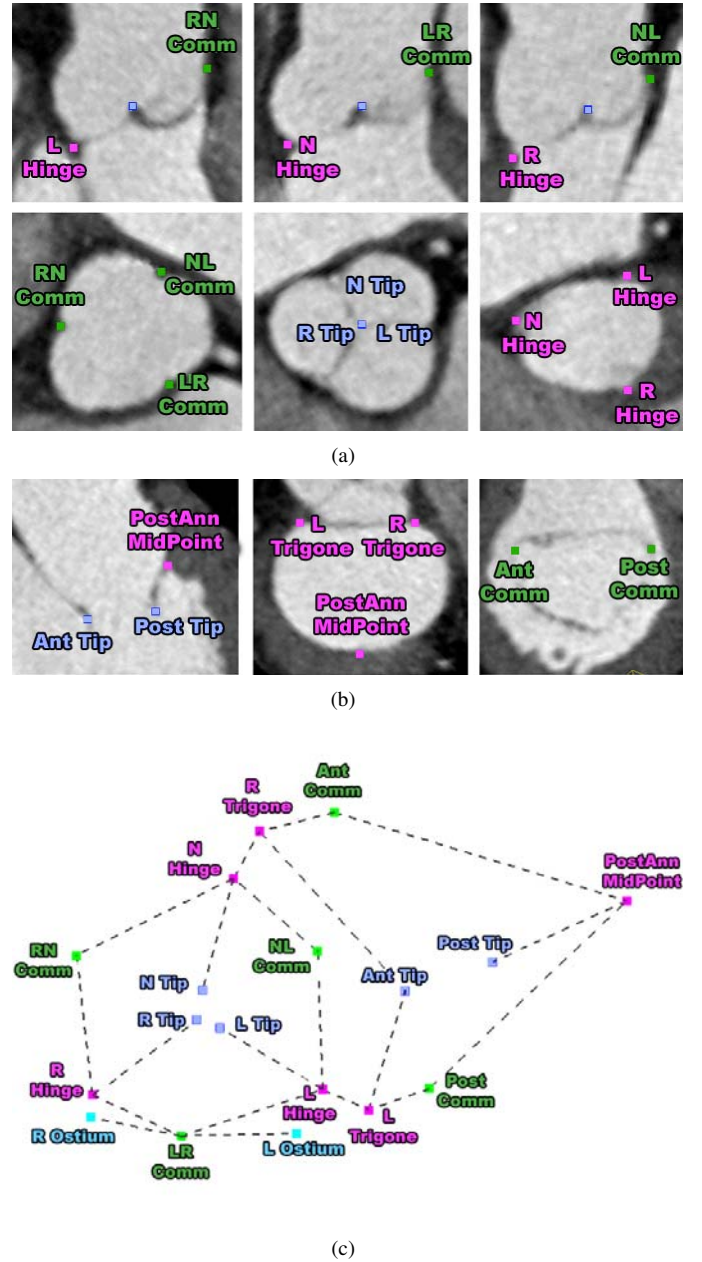 RN
Comm
L
Hinge
LR
Comm
N
Hinge
NL
Comm
R
Hinge
RN
Comm
NL
Comm
LR
Comm
N Tip
R Tip
L Tip
L
Hinge
N
Hinge
R
Hinge
(a)
PostAnn
MidPoint
Ant Tip
Post Tip
L
Trigone
R
Trigone
PostAnn
MidPoint
Ant
Comm
Post
Comm
(b)
Ant
Comm
R
Trigone
N
Hinge
PostAnn
MidPoint
RN
Comm
NL
Comm
Post Tip
N Tip
Ant Tip
R Tip
L Tip
R
Hinge
L
Hinge
Post
Comm
L
Trigone
R Ostium
LR
Comm
L Ostium
(c)